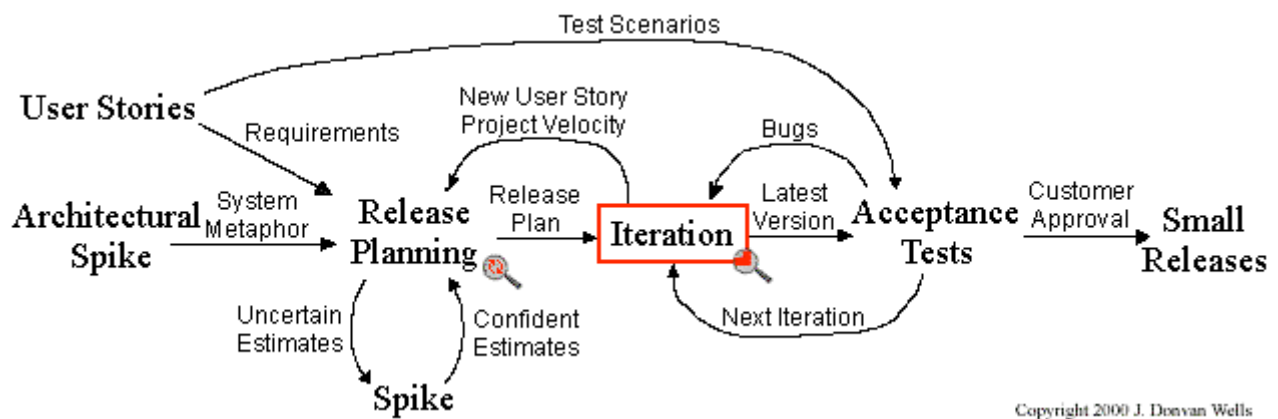 Test Scenarios
User Stories
New User Story
Project Velocity
Bugs
Requirements
Architectural
Spike
System
Metaphor
Release
Planning
Release
Plan
Iteration
Latest
Version
Acceptance
Tests
Customer
Approval
Small
Releases
Uncertain
Estimates
Confident
Estimates
Next Iteration
Spike
Copyright 2000 J. Donvan Wells